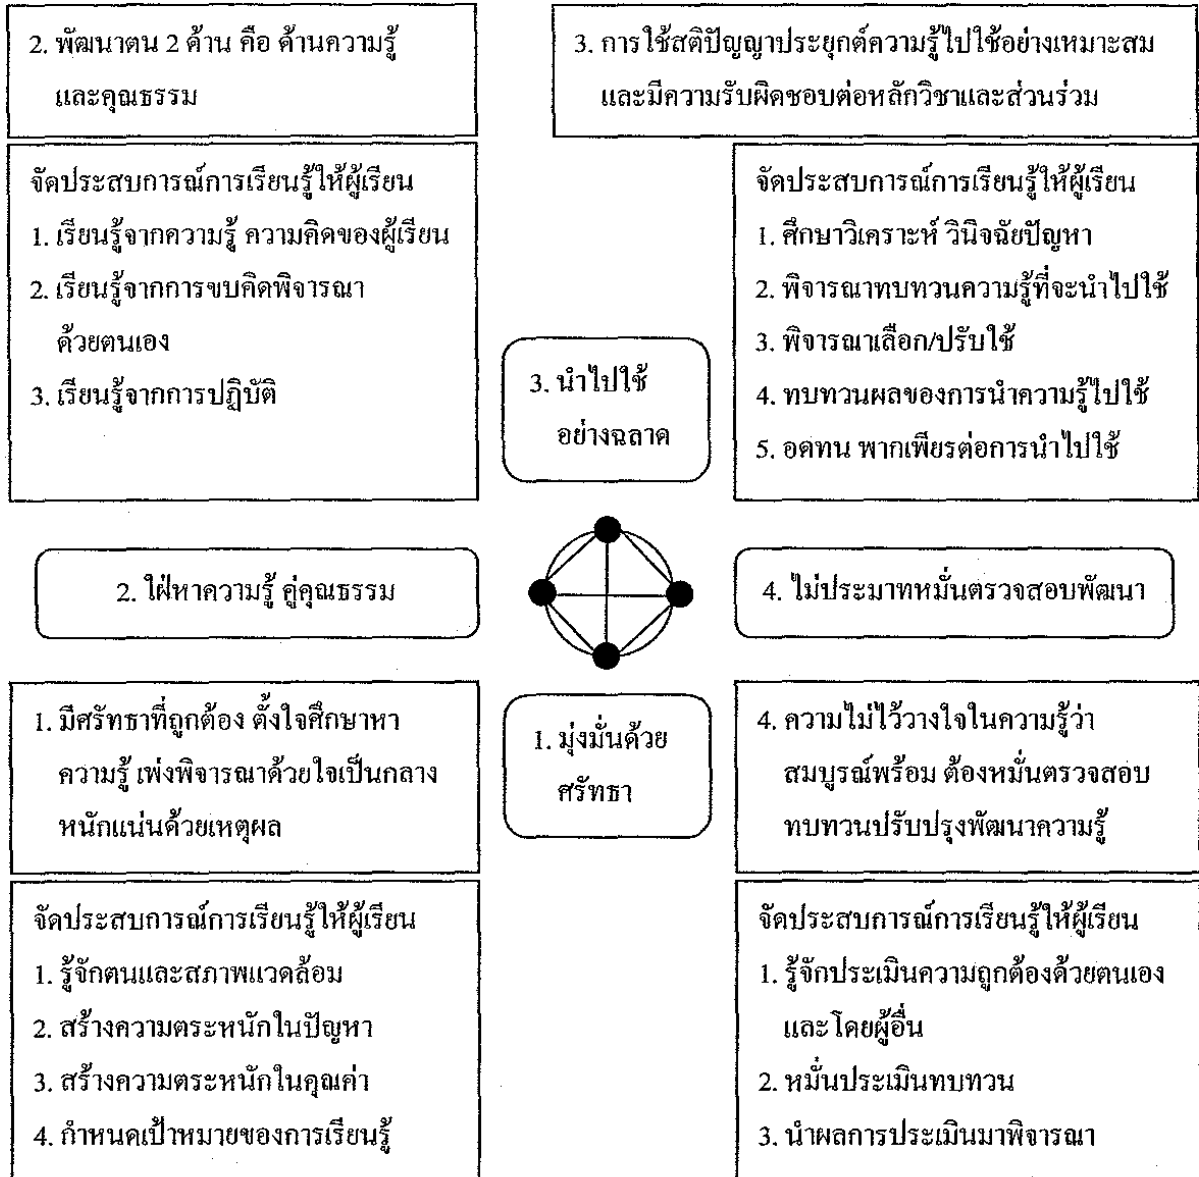 2. พัฒนาตน 2 ด้าน คือ ด้านความรู้
และคุณธรรม
3. การใช้สติปัญญาประยุกต์ความรู้ไปใช้อย่างเหมาะสม
และมีความรับผิดชอบต่อหลักวิชาและส่วนร่วม
จัดประสบการณ์การเรียนรู้ให้ผู้เรียน
1. เรียนรู้จากความรู้ ความคิดของผู้เรียน
2. เรียนรู้จากการขบคิดพิจารณา
ด้วยตนเอง
3. เรียนรู้จากการปฏิบัติ
3. นำไปใช้
อย่างฉลาด
จัดประสบการณ์การเรียนรู้ให้ผู้เรียน
1. ศึกษาวิเคราะห์ วินิจฉัยปัญหา
2. พิจารณาทบทวนความรู้ที่จะนำไปใช้
3. พิจารณาเลือก/ปรับใช้
4. ทบทวนผลของการนำความรู้ไปใช้
5. อดทน พากเพียรต่อการนำไปใช้
2. ใฝ่หาความรู้ คู่คุณธรรม
4. ไม่ประมาทหมั่นตรวจสอบพัฒนา
1. มีศรัทธาที่ถูกต้อง ตั้งใจศึกษาหา
ความรู้ เพ่งพิจารณาด้วยใจเป็นกลาง
หนักแน่นด้วยเหตุผล
1. มุ่งมั่นด้วย
ศรัทธา
4. ความไม่ไว้วางใจในความรู้ว่า
สมบูรณ์พร้อม ต้องหมั่นตรวจสอบ
ทบทวนปรับปรุงพัฒนาความรู้
จัดประสบการณ์การเรียนรู้ให้ผู้เรียน
1. รู้จักตนและสภาพแวดล้อม
2. สร้างความตระหนักในปัญหา
3. สร้างความตระหนักในคุณค่า
4. กำหนดเป้าหมายของการเรียนรู้
จัดประสบการณ์การเรียนรู้ให้ผู้เรียน
1. รู้จักประเมินความถูกต้องด้วยตนเอง
และโดยผู้อื่น
2. หมั่นประเมินทบทวน
3. นำผลการประเมินมาพิจารณา